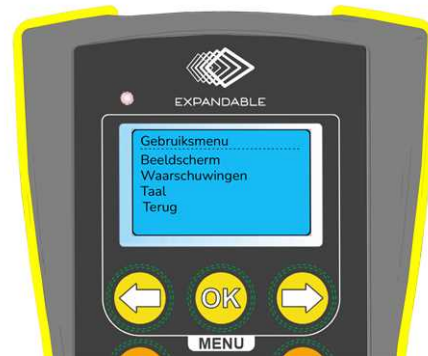 EXPANDABLE
Gebruiksmenu
Beeldscherm
Waarschuwingen
Taal
Terug
OK
MENU